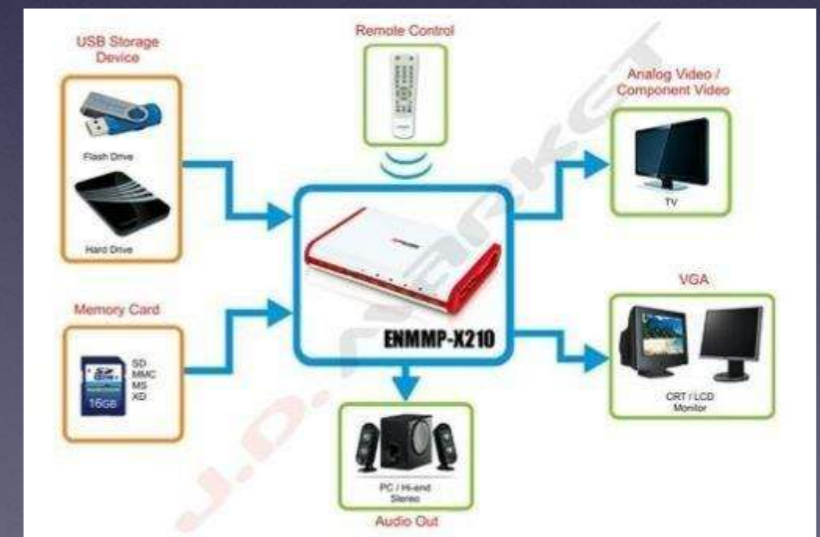 USB Storage
Device
Flash Drive
Hard Drive
Remote Control
Analog Video /
Component Video
TV
Memory Card
SD
MMC
MS
XD
16GB
ENMMP-X210
VGA
CRT / LCD
Monitor
PC / Hi-end
Stereo
Audio Out
J.D. MARKET